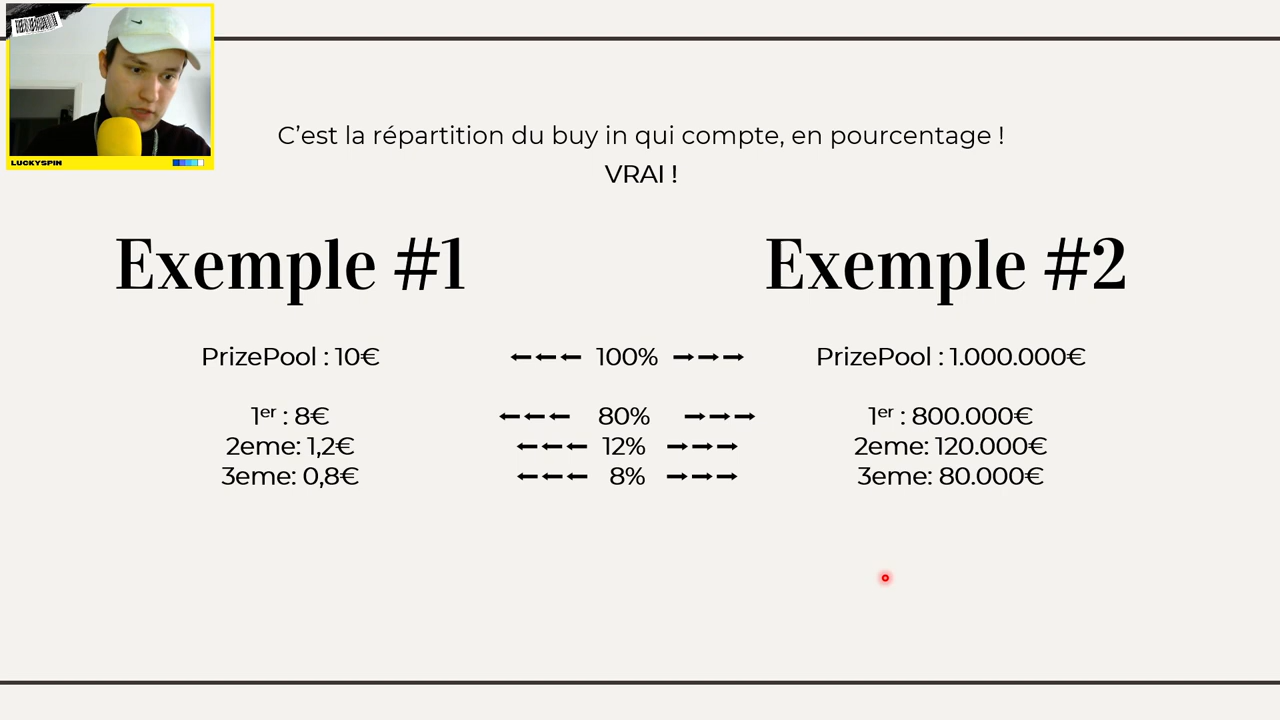 LUCKYSPIN
C’est la répartition du buy in qui compte, en pourcentage !
VRAI !
Exemple #1
Exemple #2
PrizePool : 10€
100%
PrizePool : 1.000.000€
1er : 8€
80%
1er : 800.000€
2eme: 1,2€
12%
2eme: 120.000€
3eme: 0,8€
8%
3eme: 80.000€